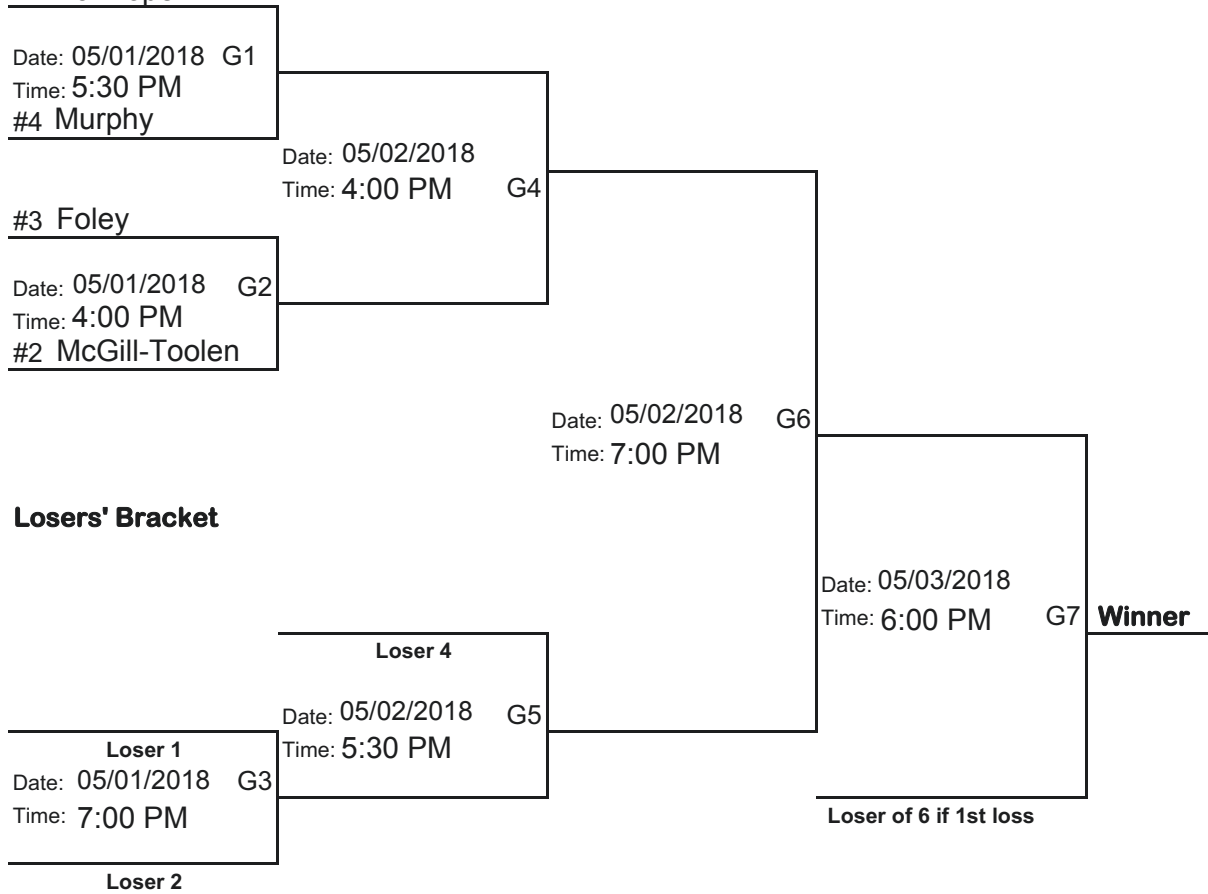 Date: 05/01/2018 G1
Time: 5:30 PM
#4 Murphy
Date: 05/02/2018
Time: 4:00 PM G4
#3 Foley
Date: 05/01/2018 G2
Time: 4:00 PM
#2 McGill-Toolen
Date: 05/02/2018 G6
Time: 7:00 PM
Losers' Bracket
Date: 05/03/2018
Time: 6:00 PM G7 Winner
Loser 4
Date: 05/02/2018 G5
Time: 5:30 PM
Loser 1
Date: 05/01/2018 G3
Time: 7:00 PM
Loser of 6 if 1st loss
Loser 2